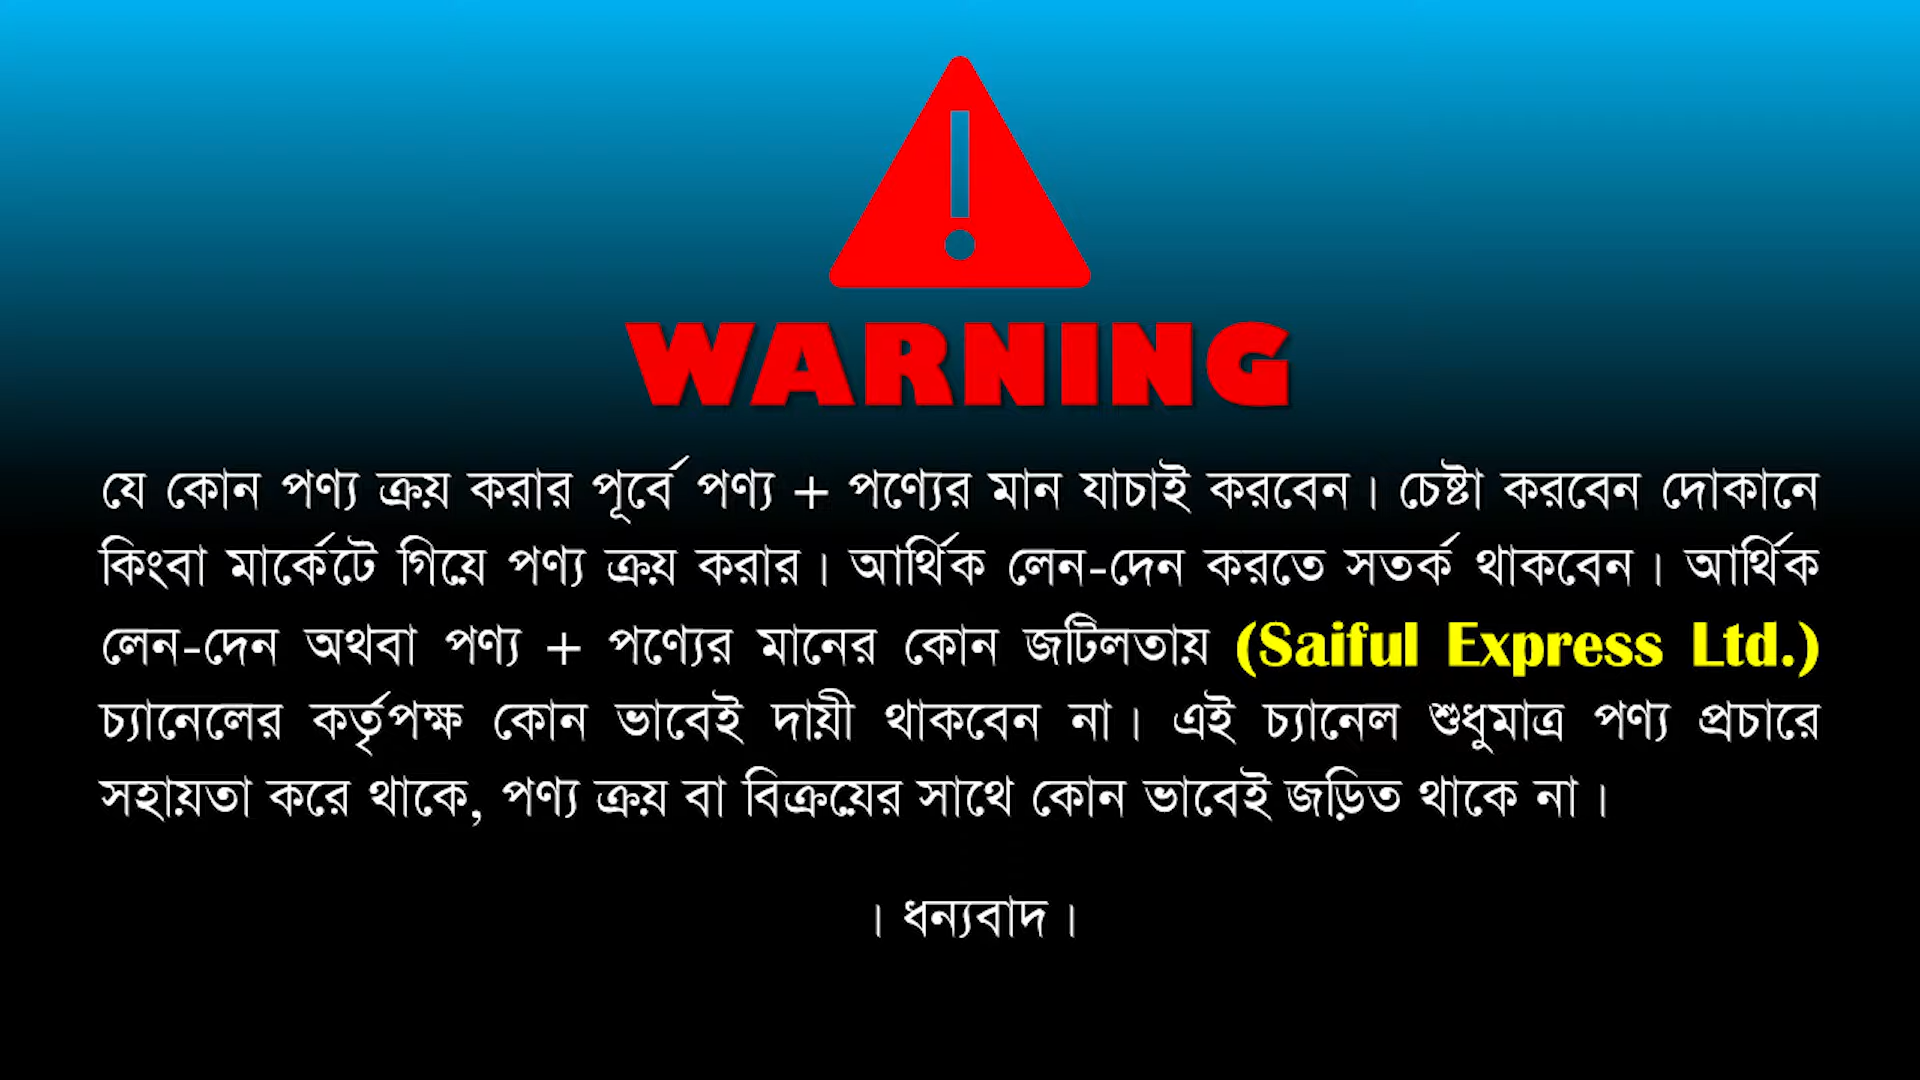 WARNING
যে কোন পণ্য ক্রয় করার পূর্বে পণ্য + পণ্যের মান যাচাই করবেন। চেষ্টা করবেন দোকানে
কিংবা মার্কেটে গিয়ে পণ্য ক্রয় করার। আর্থিক লেন-দেন করতে সতর্ক থাকবেন। আর্থিক
লেন-দেন অথবা পণ্য + পণ্যের মানের কোন জটিলতায় (Saiful Express Ltd.)
চ্যানেলের কর্তৃপক্ষ কোন ভাবেই দায়ী থাকবেন না। এই চ্যানেল শুধুমাত্র পণ্য প্রচারে
সহায়তা করে থাকে, পণ্য ক্রয় বা বিক্রয়ের সাথে কোন ভাবেই জড়িত থাকে না।
। ধন্যবাদ।